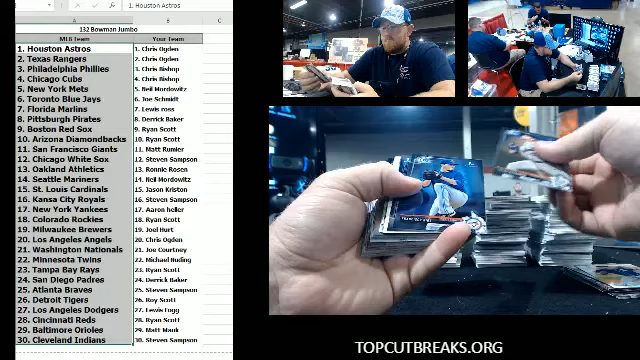 1. Houston Astros
A B C
132 Bowman Jumbo
MLB Team Your Team
1. Houston Astros 1. Chris Ogden
2. Texas Rangers 2. Chris Ogden
3. Philadelphia Phillies 3. Chris Bishop
4. Chicago Cubs 4. Chris Bishop
5. New York Mets 5. Neil Mordowitz
6. Toronto Blue Jays 6. Joe Schmidt
7. Florida Marlins 7. Lewis ross
8. Pittsburgh Pirates 8. Derrick Baker
9. Boston Red Sox 9. Ryan Scott
10. Arizona Diamondbacks 10. Ryan Scott
11. San Francisco Giants 11. Matt Rumler
12. Chicago White Sox 12. Steven Sampson
13. Oakland Athletics 13. Ronnie Rosen
14. Seattle Mariners 14. Neil Mordowitz
15. St. Louis Cardinals 15. Jason Kriston
16. Kansa City Royals 16. Steven Sampson
17. New York Yankees 17. Aaron heller
18. Colorado Rockies 18. Ryan Scott
19. Milwaukee Brewers 19. Joel Hurt
20. Los Angeles Angels 20. Chris Ogden
21. Washington Nationals 21. Joe Courtney
22. Minnesota Twins 22. Michael Nuding
23. Tampa Bay Rays 23. Ryan Scott
24. San Diego Padres 24. Derrick Baker
25. Atlanta Braves 25. Steven Sampson
26. Detroit Tigers 26. Roy Scott
27. Los Angeles Dodgers 27. Lewis Fogg
28. Cincinnati Reds 28. Ryan Scott
29. Baltimore Orioles 29. Matt Mauk
30. Cleveland Indians 30. Steven Sampson
TOPCUTBREAKS.ORG